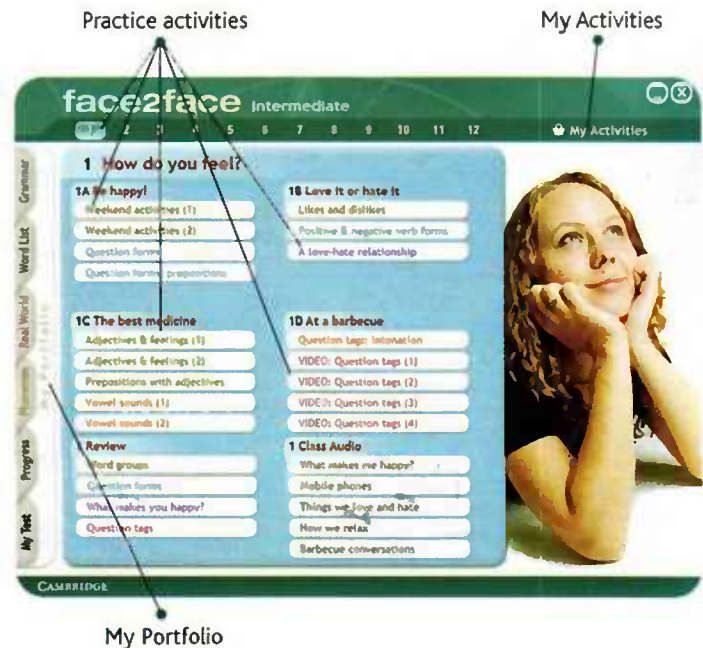 Practice activities
My Activities
face2face Intermediate
2 3 4 5 6 7 8 9 10 11 12
My Activities
1 How do you feel?
1A Be happy!
Weekend activities (1)
Weekend activities (2)
Question forms
Question forms: prepositions
1B Love it or hate it
Likes and dislikes
Positive & negative verb forms
A love-hate relationship
1C The best medicine
Adjectives & feelings (1)
Adjectives & feelings (2)
Prepositions with adjectives
Vowel sounds (1)
Vowel sounds (2)
1D At a barbecue
Question tags: intonation
VIDEO: Question tags (1)
VIDEO: Question tags (2)
VIDEO: Question tags (3)
VIDEO: Question tags (4)
Review
Word groups
Question forms
What makes you happy?
Question tags
1 Class Audio
What makes me happy?
Mobile phones
Things we love and hate
How we relax
Barbecue conversations
Grammar
Word List
Real World
Phonemes
Progress
My Test
CAMBRIDGE
My Portfolio